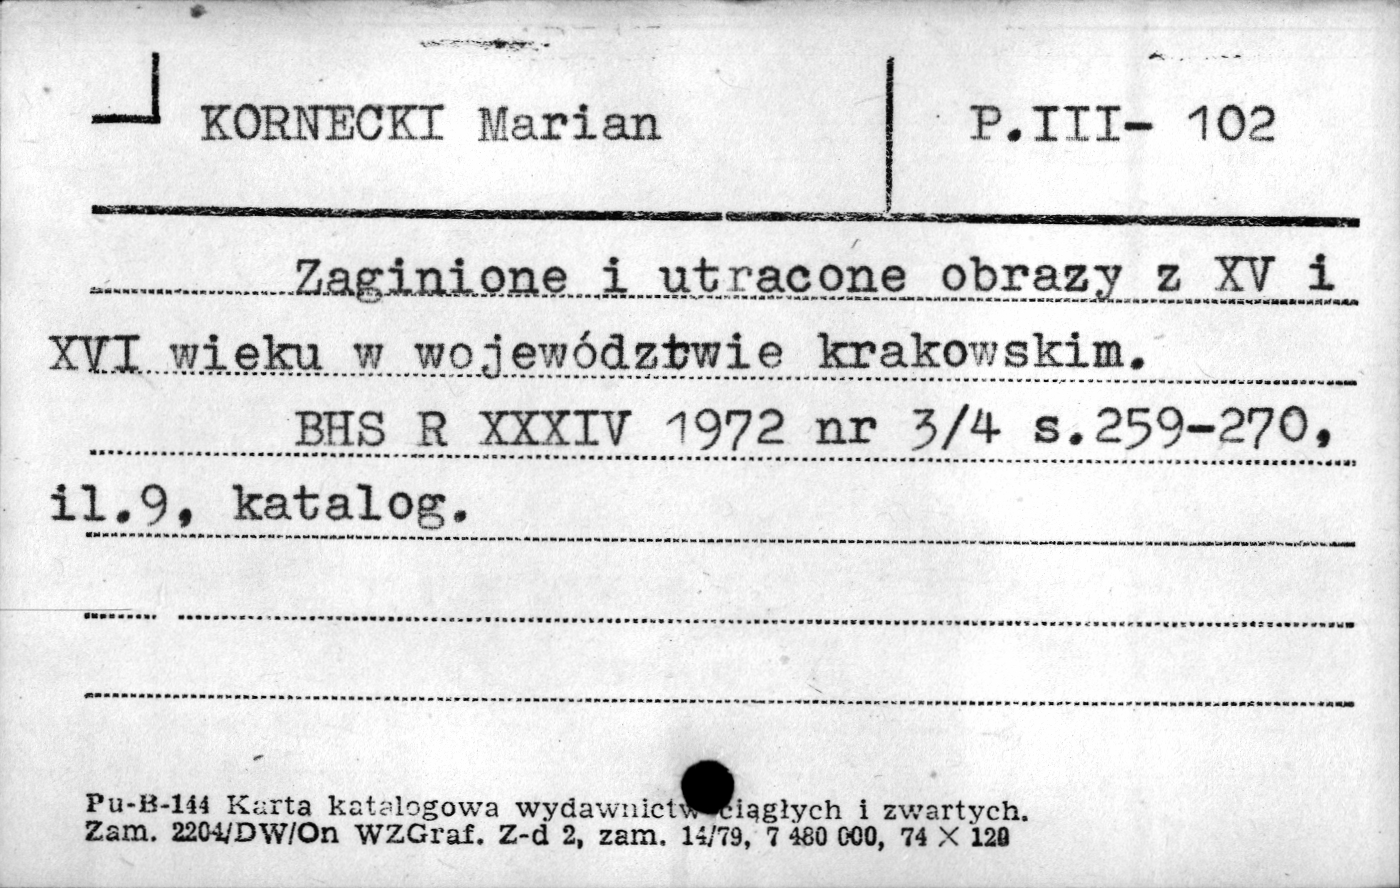 KORNECKI Marian
P.III- 102
Zaginione i utracone obrazy z XV i
XVI wieku w województwie krakowskim.
BHS R XXXIV 1972 nr 3/4 s.259-270,
il.9, katalog.
Pu-B-144 Karta katalogowa wydawnictw ciągłych i zwartych.
Zam. 2204/DW/On WZGraf. Z-d 2, zam. 14/79, 7 480 000, 74 X 120